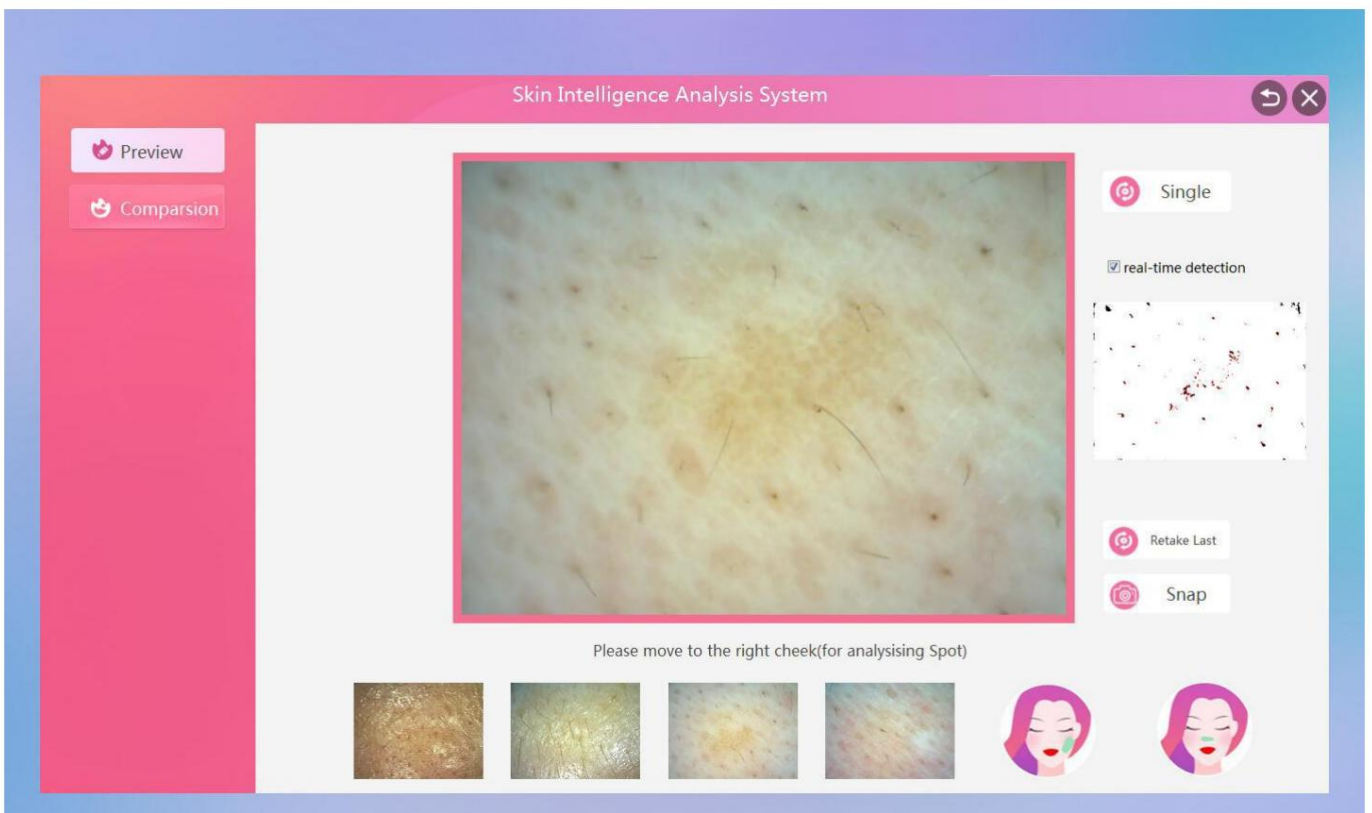 Skin Intelligence Analysis System
Preview
Comparsion
Single
real-time detection
Retake Last
Snap
Please move to the right cheek(for analysising Spot)